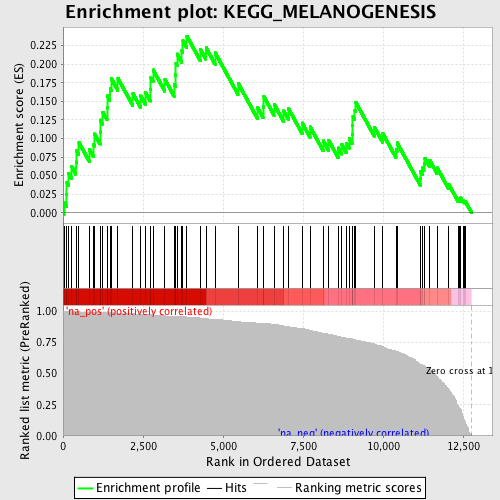 Enrichment plot: KEGG_MELANOGENESIS
Enrichment score (ES)
0.225
0.200
0.175
0.150
0.125
0.100
0.075
0.050
0.025
0.000
'na_pos' (positively correlated)
Ranked list metric (PreRanked)
1.00
0.75
0.50
0.25
0.00
Zero cross at 1
'na_neg' (negatively correlated)
0
2,500
5,000
7,500
10,000
12,500
Rank in Ordered Dataset
Enrichment profile
Hits
Ranking metric scores